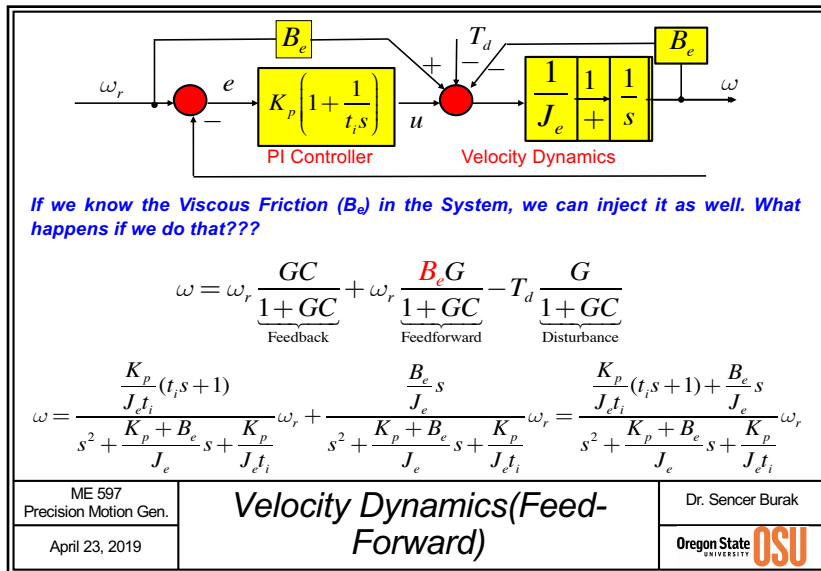 B_e
T_d
B_e
ω_r
e
K_p(1 + 1/(t_i s))
u
+
−
−
−
1/J_e
1/+
1/s
ω
PI Controller
Velocity Dynamics
If we know the Viscous Friction (B_e) in the System, we can inject it as well. What
happens if we do that???
ω = ω_r GC/(1 + GC) + ω_r B_e G/(1 + GC) − T_d G/(1 + GC)
Feedback Feedforward Disturbance
ω = (K_p/(J_e t_i) (t_i s + 1))/(s² + (K_p + B_e)/J_e s + K_p/(J_e t_i)) ω_r + (B_e/J_e s)/(s² + (K_p + B_e)/J_e s + K_p/(J_e t_i)) ω_r = (K_p/(J_e t_i) (t_i s + 1) + B_e/J_e s)/(s² + (K_p + B_e)/J_e s + K_p/(J_e t_i)) ω_r
ME 597
Precision Motion Gen.
April 23, 2019
Velocity Dynamics(Feed-
Forward)
Dr. Sencer Burak
Oregon State
UNIVERSITY
OSU